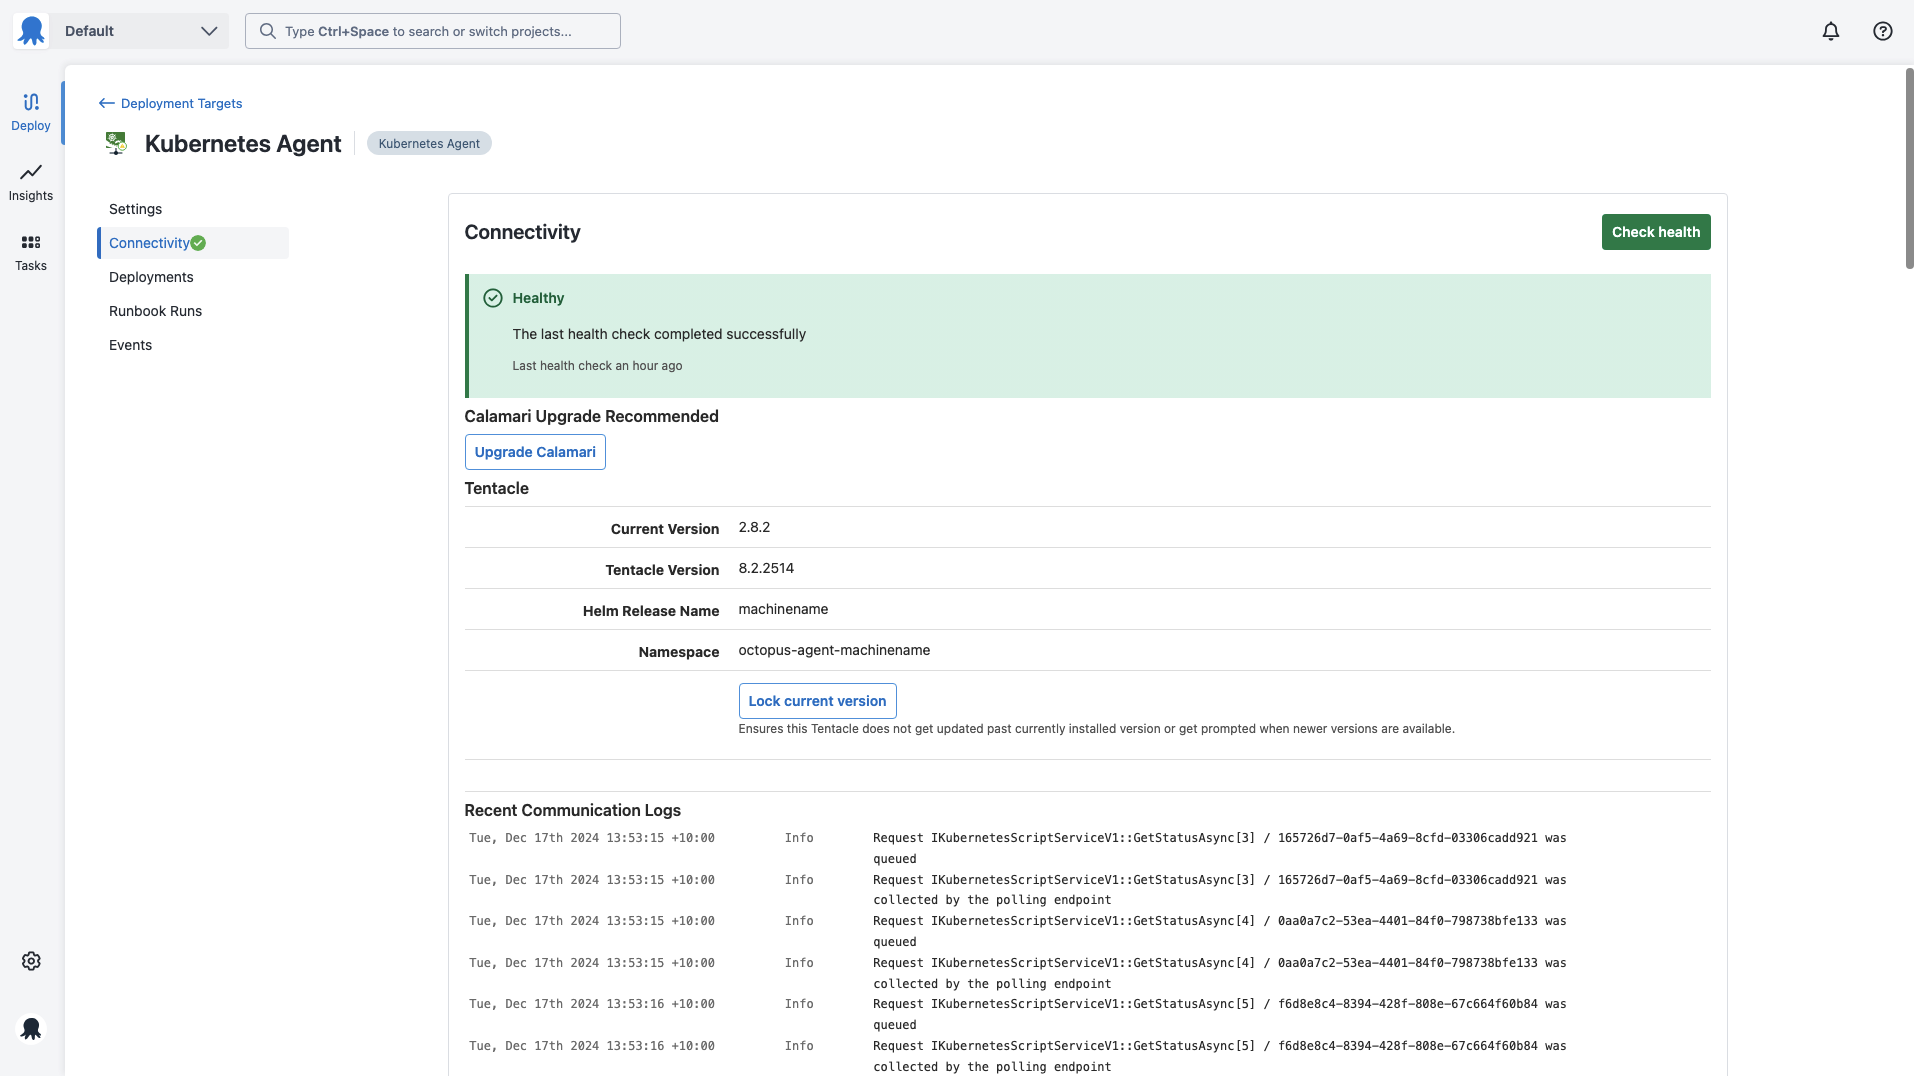 Default
Type Ctrl+Space to search or switch projects...
Deploy
Insights
Tasks
Deployment Targets
Kubernetes Agent
Kubernetes Agent
Settings
Connectivity
Deployments
Runbook Runs
Events
Connectivity
Check health
Healthy
The last health check completed successfully
Last health check an hour ago
Calamari Upgrade Recommended
Upgrade Calamari
Tentacle
Current Version 2.8.2
Tentacle Version 8.2.2514
Helm Release Name machinename
Namespace octopus-agent-machinename
Lock current version
Ensures this Tentacle does not get updated past currently installed version or get prompted when newer versions are available.
Recent Communication Logs
Tue, Dec 17th 2024 13:53:15 +10:00 Info Request IKubernetesScriptServiceV1::GetStatusAsync[3] / 165726d7-0af5-4a69-8cfd-03306cadd921 was
queued
Tue, Dec 17th 2024 13:53:15 +10:00 Info Request IKubernetesScriptServiceV1::GetStatusAsync[3] / 165726d7-0af5-4a69-8cfd-03306cadd921 was
collected by the polling endpoint
Tue, Dec 17th 2024 13:53:15 +10:00 Info Request IKubernetesScriptServiceV1::GetStatusAsync[4] / 0aa0a7c2-53ea-4401-84f0-798738bfe133 was
queued
Tue, Dec 17th 2024 13:53:15 +10:00 Info Request IKubernetesScriptServiceV1::GetStatusAsync[4] / 0aa0a7c2-53ea-4401-84f0-798738bfe133 was
collected by the polling endpoint
Tue, Dec 17th 2024 13:53:16 +10:00 Info Request IKubernetesScriptServiceV1::GetStatusAsync[5] / f6d8e8c4-8394-428f-808e-67c664f60b84 was
queued
Tue, Dec 17th 2024 13:53:16 +10:00 Info Request IKubernetesScriptServiceV1::GetStatusAsync[5] / f6d8e8c4-8394-428f-808e-67c664f60b84 was
collected by the polling endpoint